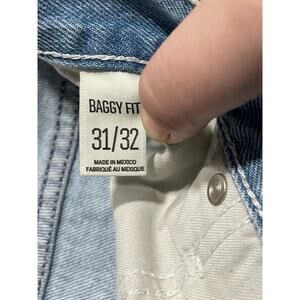 BAGGY FIT
31/32
MADE IN MEXICO
FABRIQUÉ AU MEXIQUE